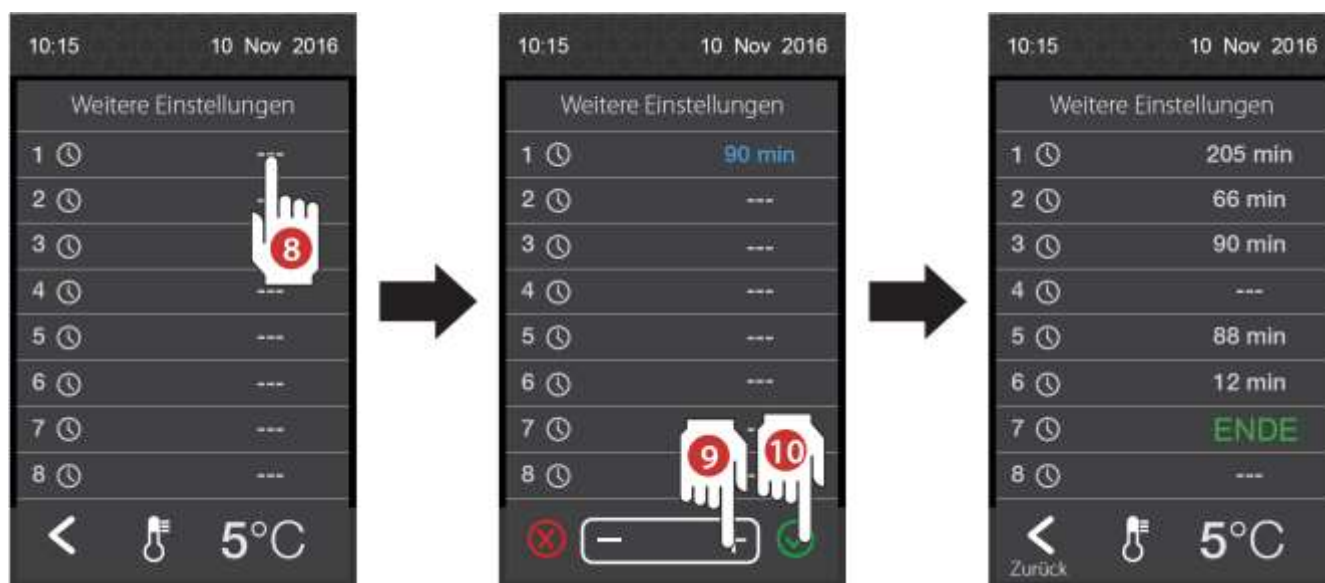 10:15 10 Nov 2016
Weitere Einstellungen
1 ---
2 -
3 ---
4 ---
5 ---
6 ---
7 ---
8 ---
5°C
8
10:15 10 Nov 2016
Weitere Einstellungen
1 90 min
2 ---
3 ---
4 ---
5 ---
6 ---
7 -
8 -
9
10
10:15 10 Nov 2016
Weitere Einstellungen
1 205 min
2 66 min
3 90 min
4 ---
5 88 min
6 12 min
7 ENDE
8 ---
5°C
Zurück